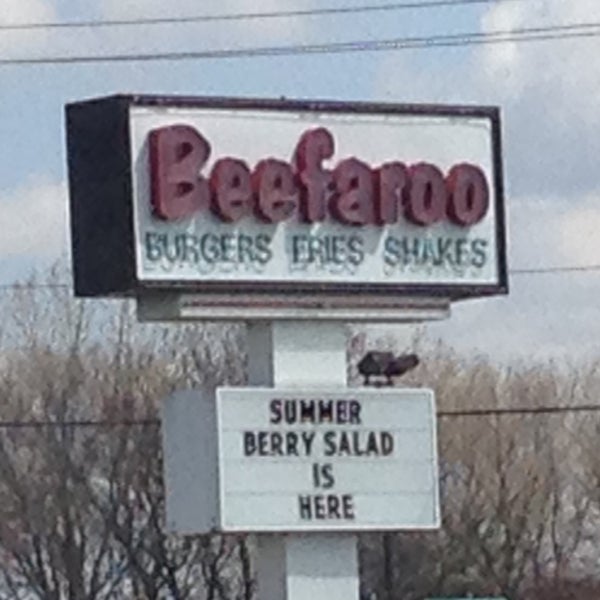 Beefaroo
BURGERS FRIES SHAKES
SUMMER
BERRY SALAD
IS
HERE